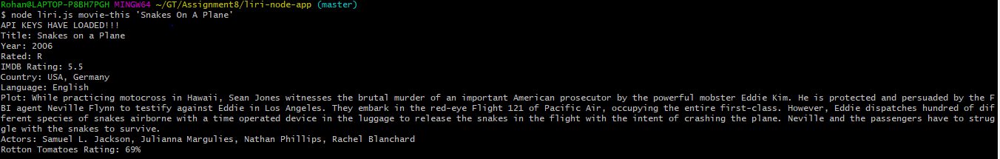 Rohan@LAPTOP-P8BH7PGH MINGW64 ~/GT/Assignment8/liri-node-app (master)
$ node liri.js movie-this 'Snakes On A Plane'
API KEYS HAVE LOADED!!!
Title: Snakes on a Plane
Year: 2006
Rated: R
IMDB Rating: 5.5
Country: USA, Germany
Language: English
Plot: While practicing motocross in Hawaii, Sean Jones witnesses the brutal murder of an important American prosecutor by the powerful mobster Eddie Kim. He is protected and persuaded by the F
BI agent Neville Flynn to testify against Eddie in Los Angeles. They embark in the red-eye Flight 121 of Pacific Air, occupying the entire first-class. However, Eddie dispatches hundred of dif
ferent species of snakes airborne with a time operated device in the luggage to release the snakes in the flight with the intent of crashing the plane. Neville and the passengers have to strug
gle with the snakes to survive.
Actors: Samuel L. Jackson, Julianna Margulies, Nathan Phillips, Rachel Blanchard
Rotton Tomatoes Rating: 69%